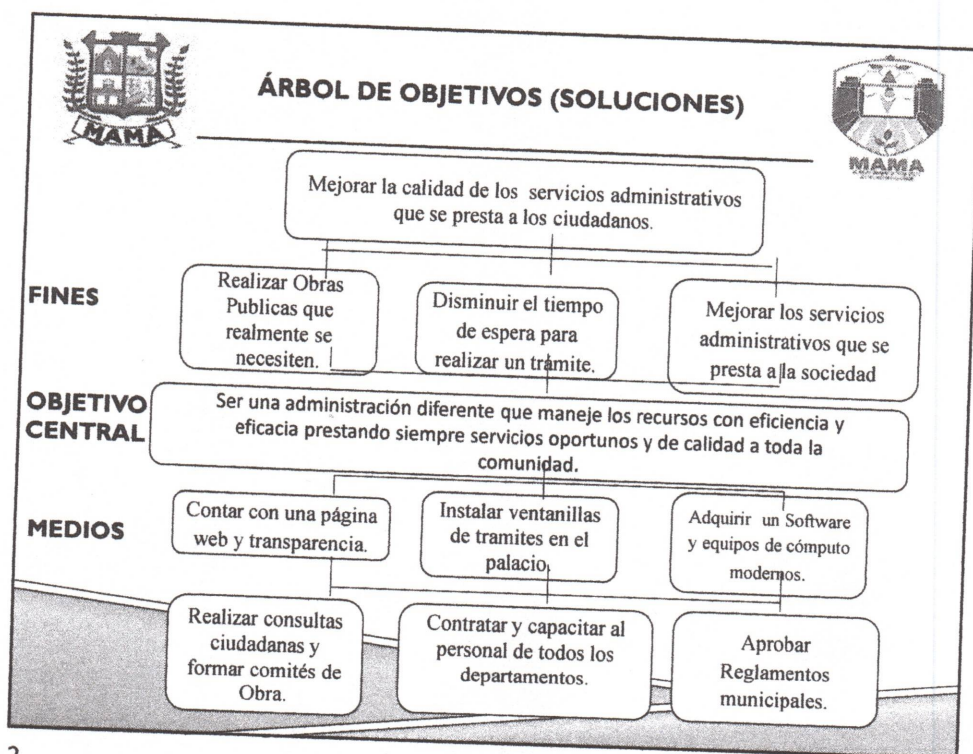 ÁRBOL DE OBJETIVOS (SOLUCIONES)
MAMA
MAMA
Mejorar la calidad de los servicios administrativos
que se presta a los ciudadanos.
FINES
Realizar Obras
Publicas que
realmente se
necesiten.
Disminuir el tiempo
de espera para
realizar un trámite.
Mejorar los servicios
administrativos que se
presta a la sociedad
OBJETIVO
CENTRAL
Ser una administración diferente que maneje los recursos con eficiencia y
eficacia prestando siempre servicios oportunos y de calidad a toda la
comunidad.
MEDIOS
Contar con una página
web y transparencia.
Instalar ventanillas
de tramites en el
palacio.
Adquirir un Software
y equipos de cómputo
modernos.
Realizar consultas
ciudadanas y
formar comités de
Obra.
Contratar y capacitar al
personal de todos los
departamentos.
Aprobar
Reglamentos
municipales.